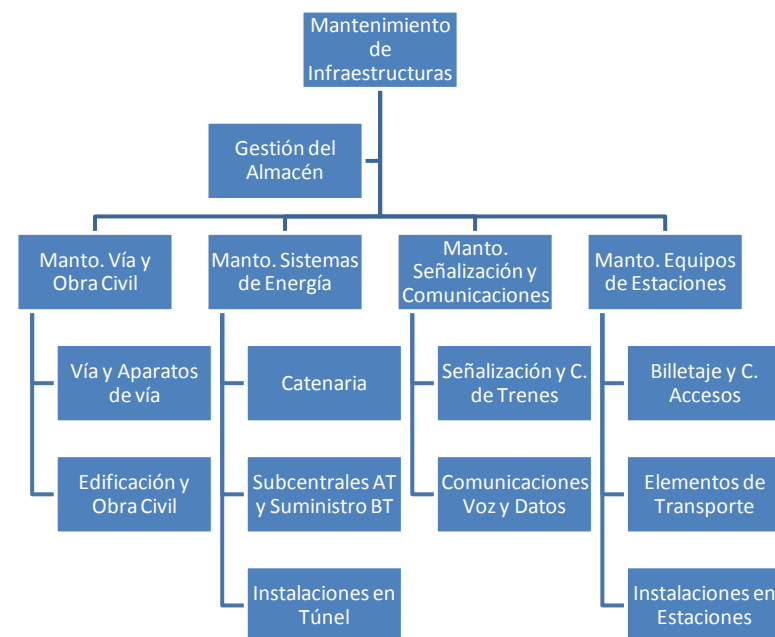 Mantenimiento
de
Infraestructuras
Gestión del
Almacén
Manto. Vía y
Obra Civil
Manto. Sistemas
de Energía
Manto.
Señalización y
Comunicaciones
Manto. Equipos
de Estaciones
Vía y Aparatos
de vía
Catenaria
Señalización y C.
de Trenes
Billetaje y C.
Accesos
Edificación y
Obra Civil
Subcentrales AT
y Suministro BT
Comunicaciones
Voz y Datos
Elementos de
Transporte
Instalaciones en
Túnel
Instalaciones en
Estaciones